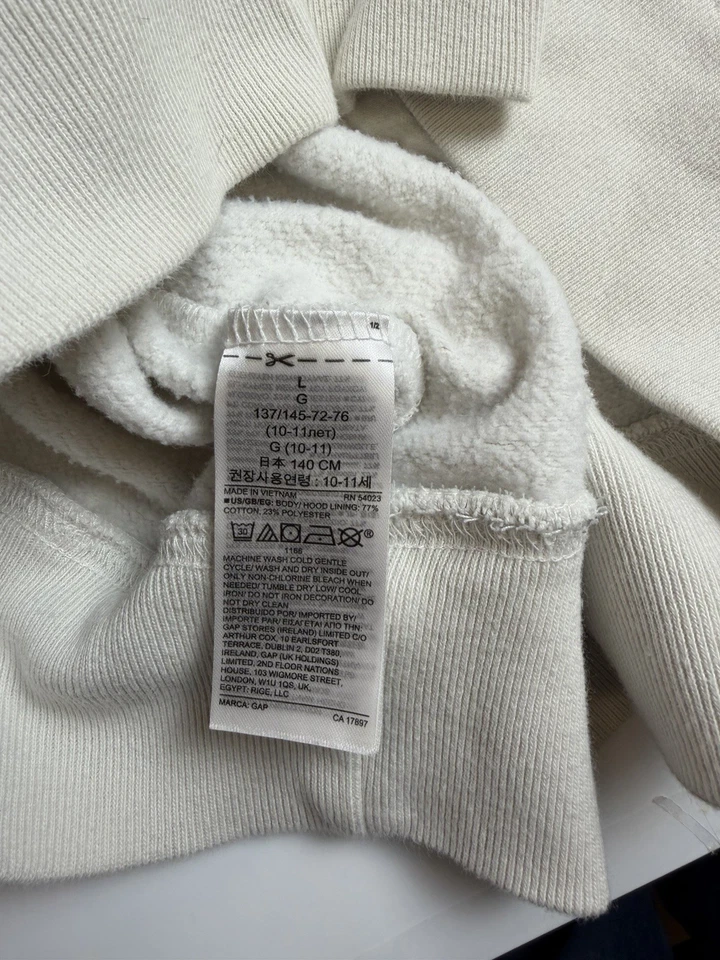 1/2
L
G
137/145-72-76
(10-11лет)
G (10-11)
日本 140 CM
권장사용연령 : 10-11세
MADE IN VIETNAM RN 54023
■ US/GB/EG: BODY/ HOOD LINING: 77%
COTTON, 23% POLYESTER
30 ®
1166
MACHINE WASH COLD GENTLE
CYCLE/ WASH AND DRY INSIDE OUT/
ONLY NON-CHLORINE BLEACH WHEN
NEEDED/ TUMBLE DRY LOW/ COOL
IRON/ DO NOT IRON DECORATION/ DO
NOT DRY CLEAN
DISTRIBUIDO POR/ IMPORTED BY/
IMPORTE PAR/ ΕΙΣΑΓΕΤΑΙ ΑΠΟ ΤΗΝ:
GAP STORES (IRELAND) LIMITED C/O
ARTHUR COX, 10 EARLSFORT
TERRACE, DUBLIN 2, D02 T380,
IRELAND, GAP (UK HOLDINGS)
LIMITED, 2ND FLOOR NATIONS
HOUSE, 103 WIGMORE STREET,
LONDON, W1U 1QS, UK,
EGYPT: RIGE, LLC
MARCA: GAP CA 17897